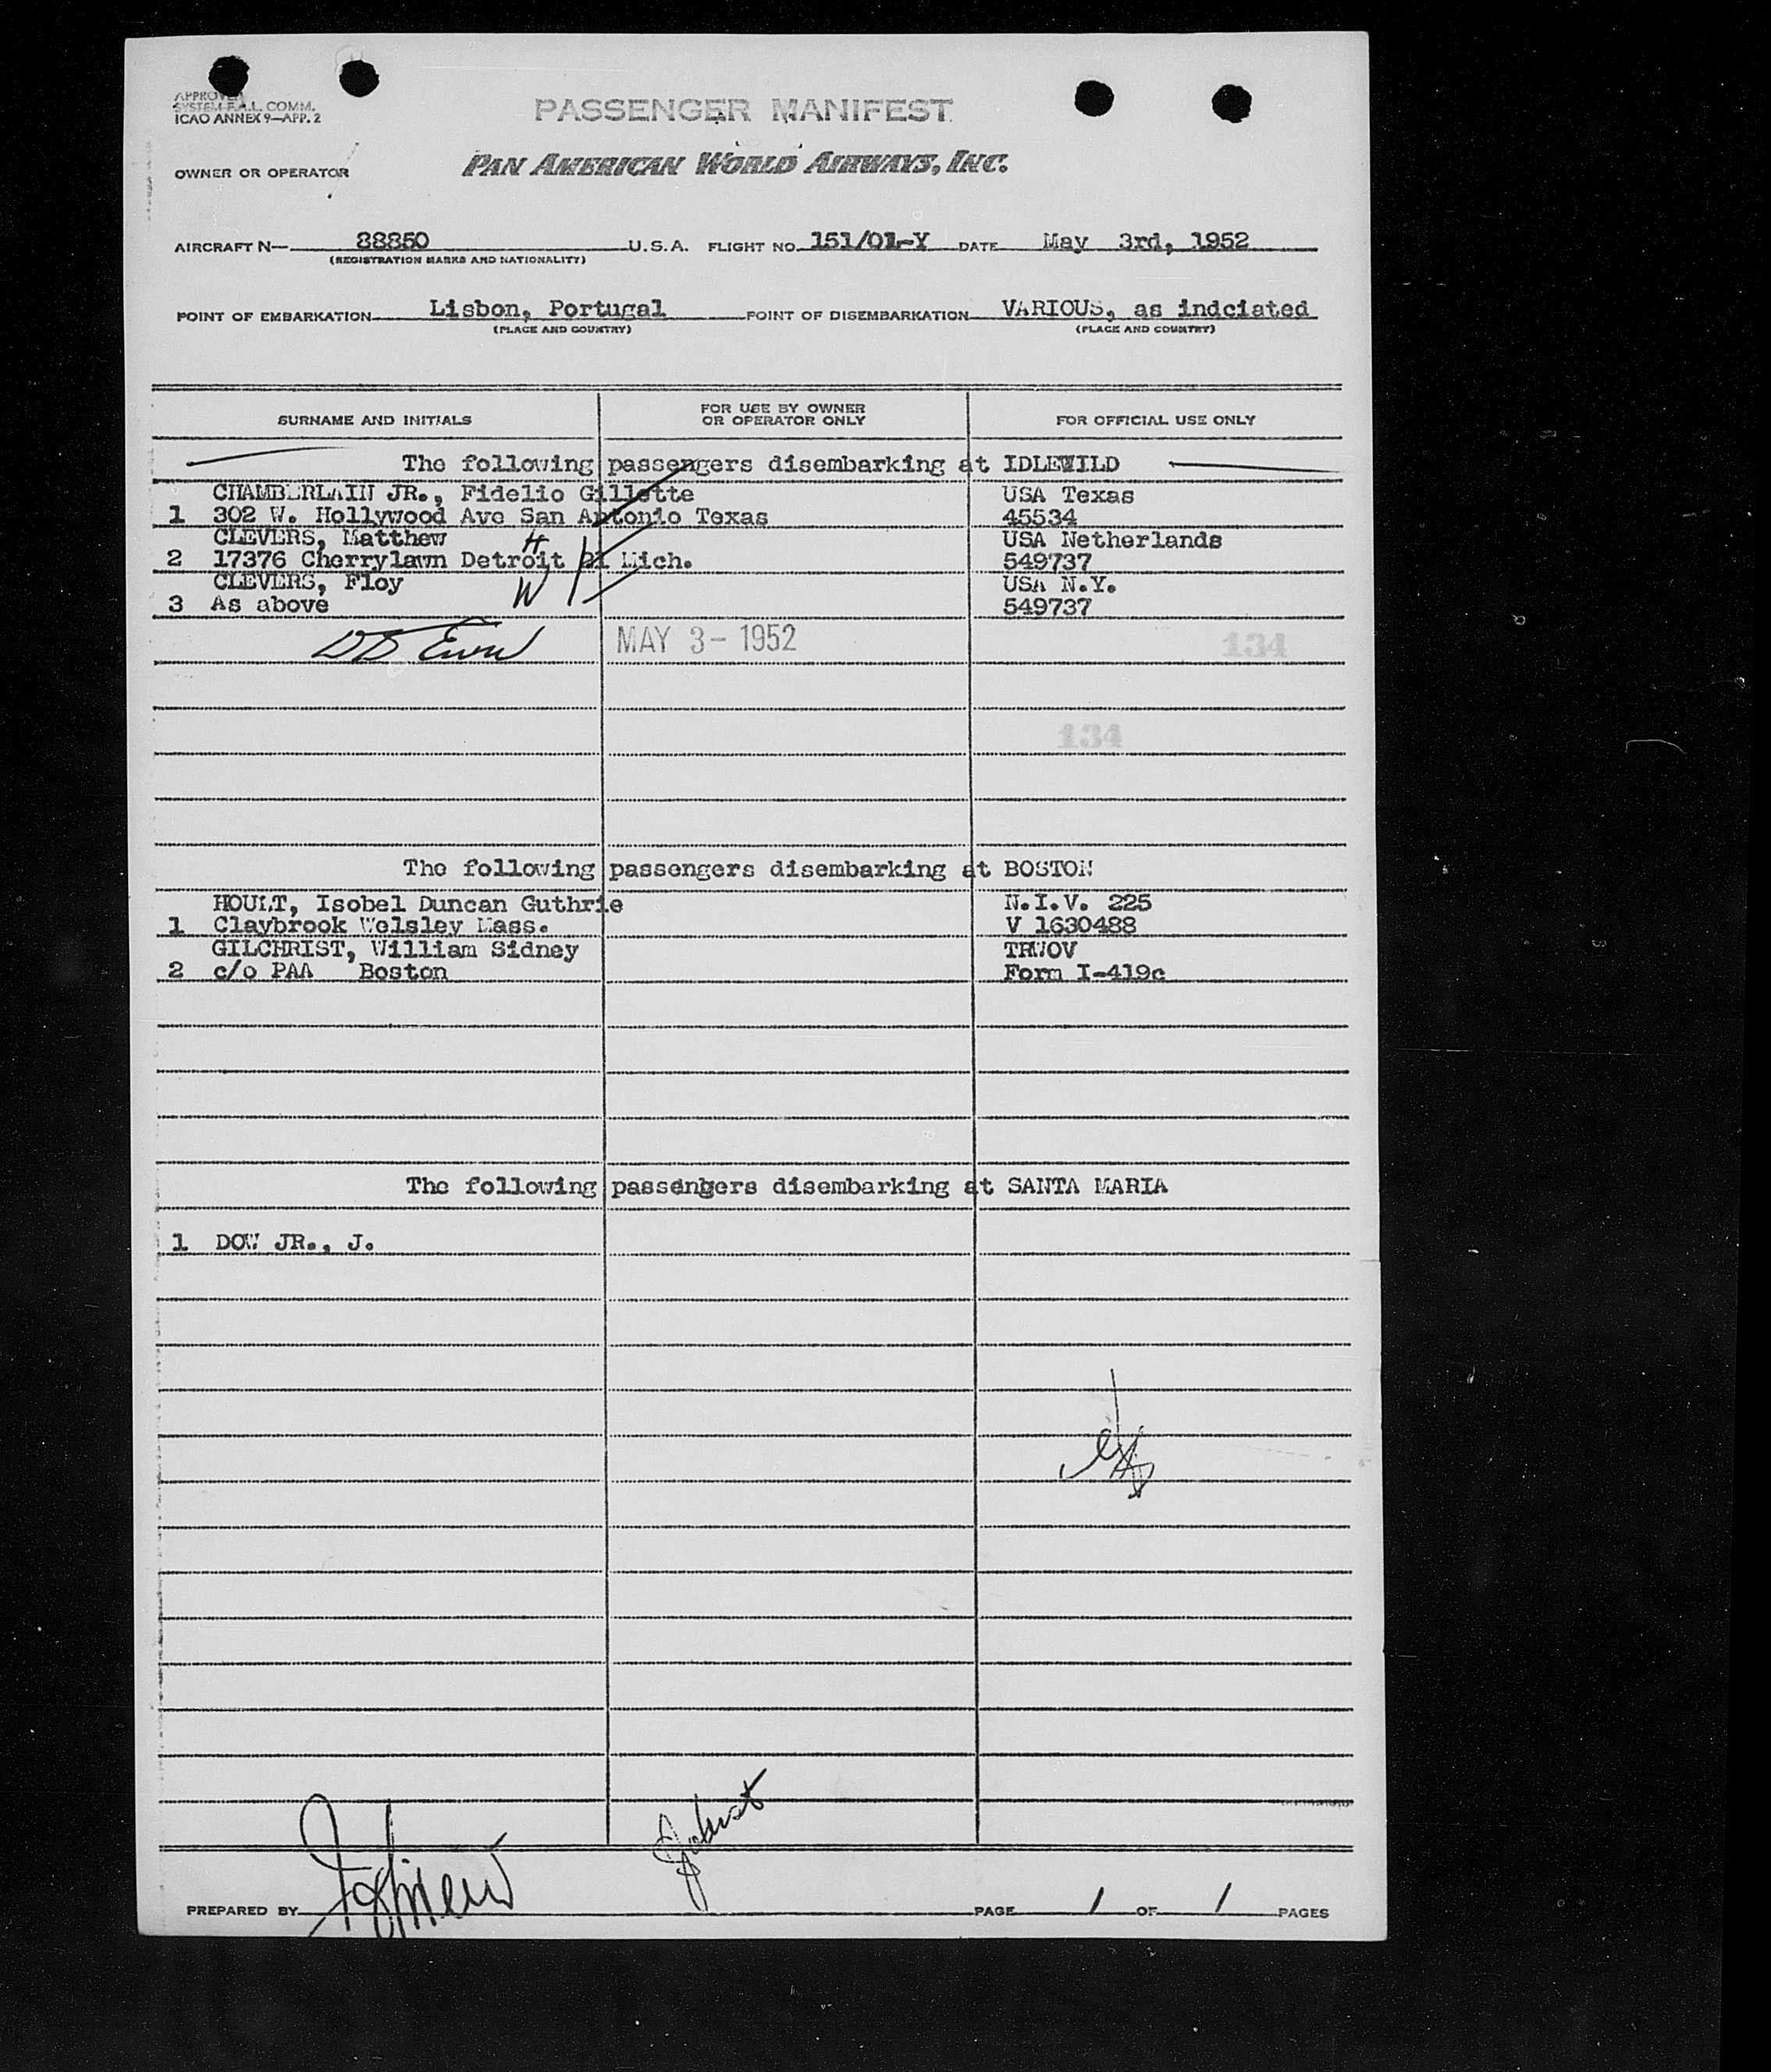 APPROVED
SYSTEM F.A.L. COMM.
ICAO ANNEX 9—APP. 2
PASSENGER MANIFEST
OWNER OR OPERATOR PAN AMERICAN WORLD AIRWAYS, INC.
AIRCRAFT N— 88850 U.S.A. FLIGHT NO. 151/01-Y DATE May 3rd, 1952
(REGISTRATION MARKS AND NATIONALITY)
POINT OF EMBARKATION Lisbon, Portugal POINT OF DISEMBARKATION VARIOUS, as indciated
(PLACE AND COUNTRY) (PLACE AND COUNTRY)
SURNAME AND INITIALS FOR USE BY OWNER OR OPERATOR ONLY FOR OFFICIAL USE ONLY
The following passengers disembarking at IDLEWILD
CHAMBERLAIN JR., Fidelio Gillette USA Texas
1 302 W. Hollywood Ave San Antonio Texas 45534
CLEVERS, Matthew H USA Netherlands
2 17376 Cherrylawn Detroit 21 Mich. 549737
CLEVERS, Floy W USA N.Y.
3 As above 549737
MAY 3- 1952 134
134
The following passengers disembarking at BOSTON
HOULT, Isobel Duncan Guthrie N.I.V. 225
1 Claybrook Welsley Mass. V 1630488
GILCHRIST, William Sidney TRWOV
2 c/o PAA Boston Form I-419c
The following passengers disembarking at SANTA MARIA
1 DOW JR., J.
PREPARED BY PAGE 1 OF 1 PAGES